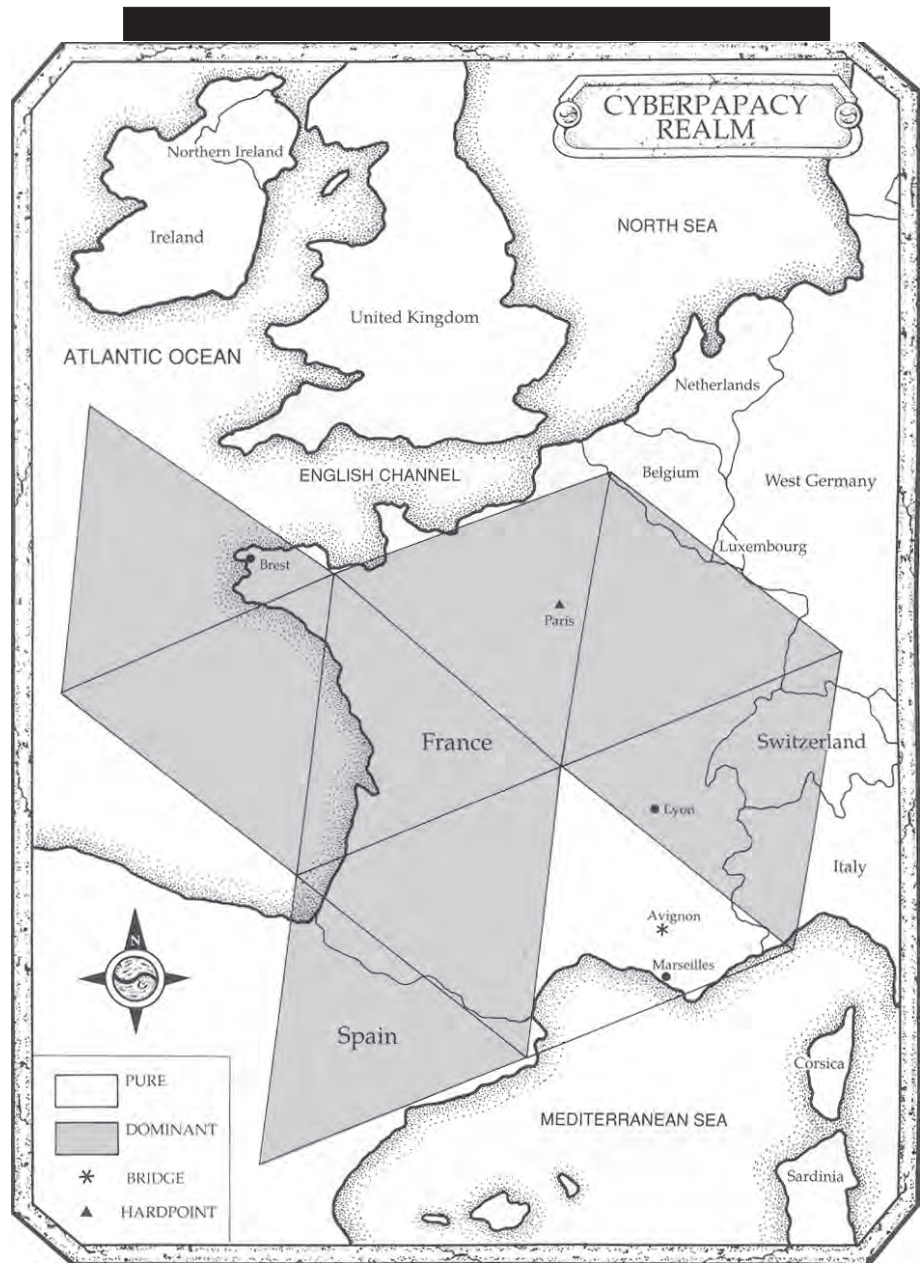 CYBERPAPACY
REALM
Northern Ireland
NORTH SEA
Ireland
United Kingdom
ATLANTIC OCEAN
Netherlands
ENGLISH CHANNEL
Belgium
West Germany
Luxembourg
Brest
Paris
France
Switzerland
Lyon
Italy
Avignon
Marseilles
N
Spain
Corsica
PURE
DOMINANT
MEDITERRANEAN SEA
BRIDGE
Sardinia
HARDPOINT